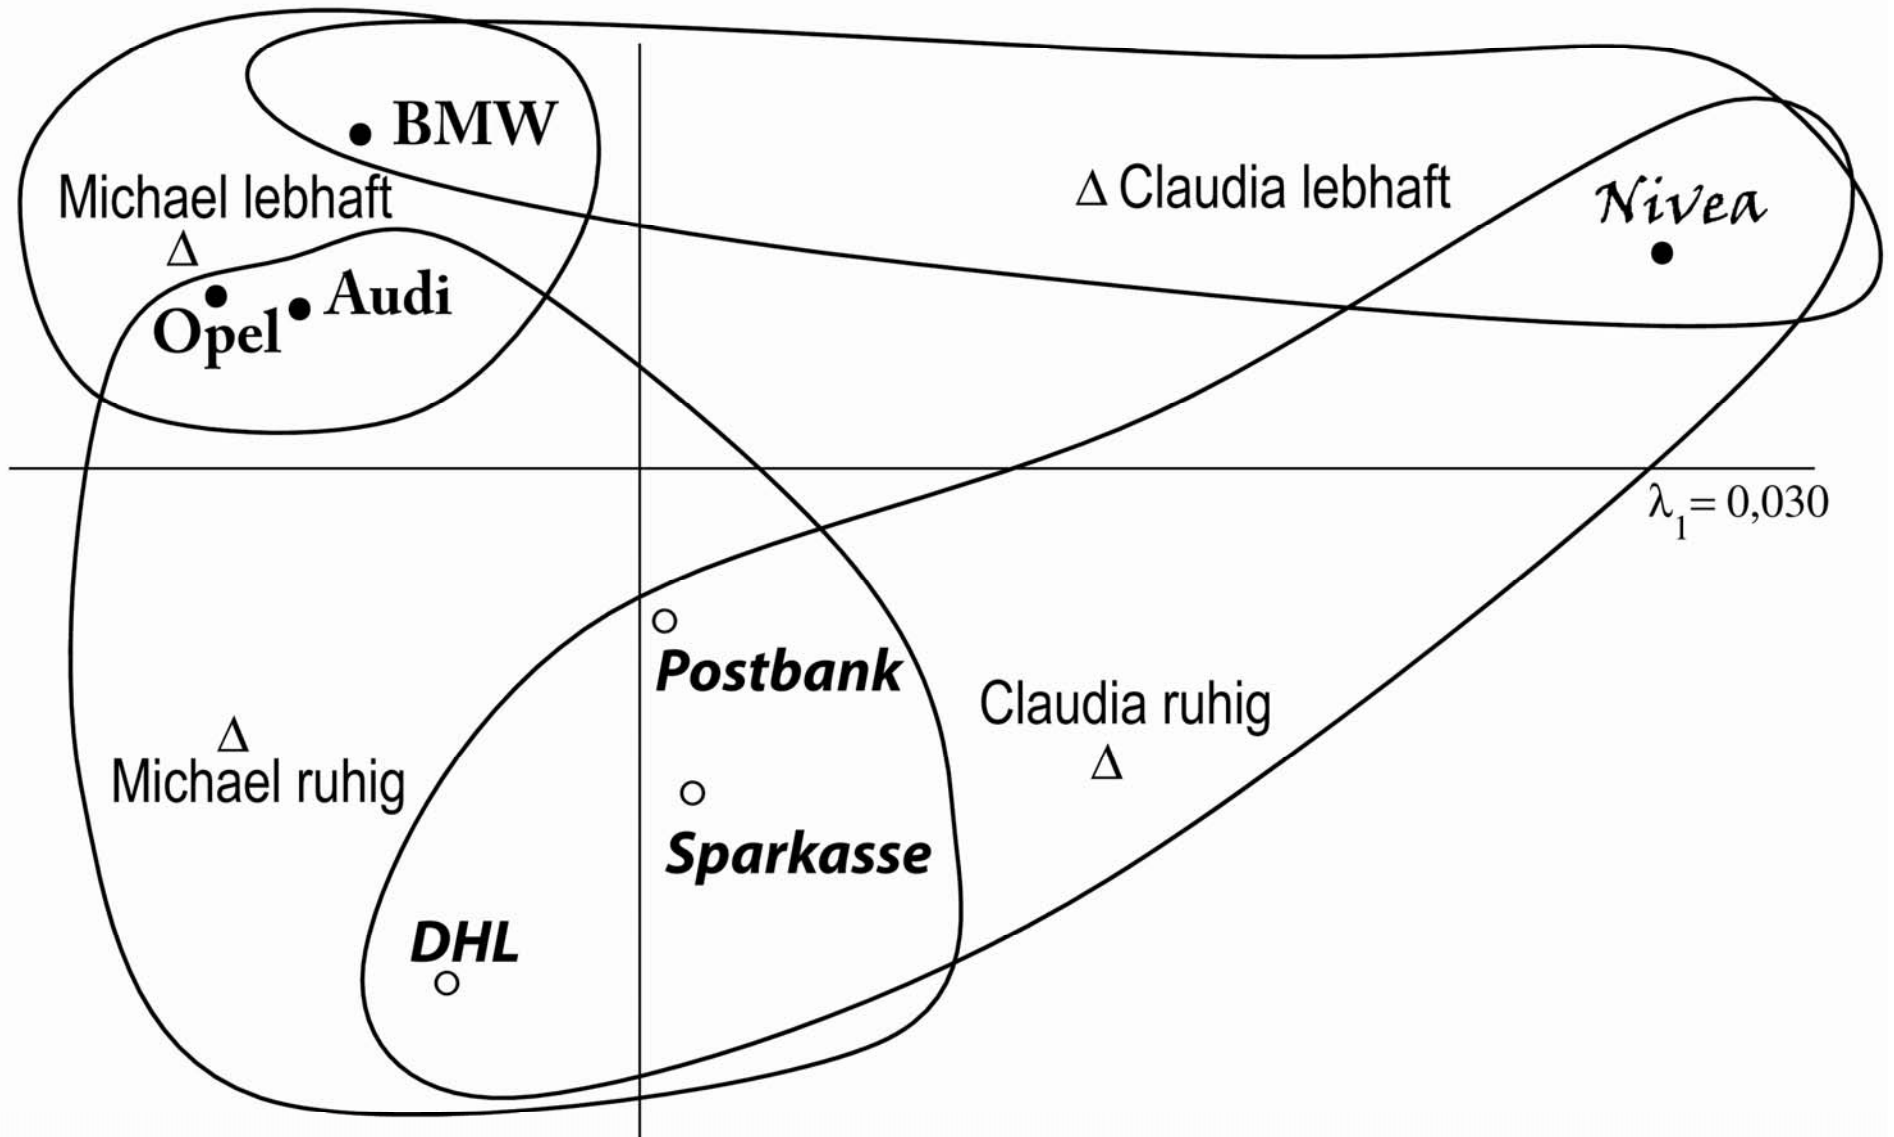 BMW
Michael lebhaft
Δ
Δ Claudia lebhaft
Nivea
Opel
Audi
λ1= 0,030
Postbank
Claudia ruhig
Δ
Δ
Michael ruhig
Sparkasse
DHL